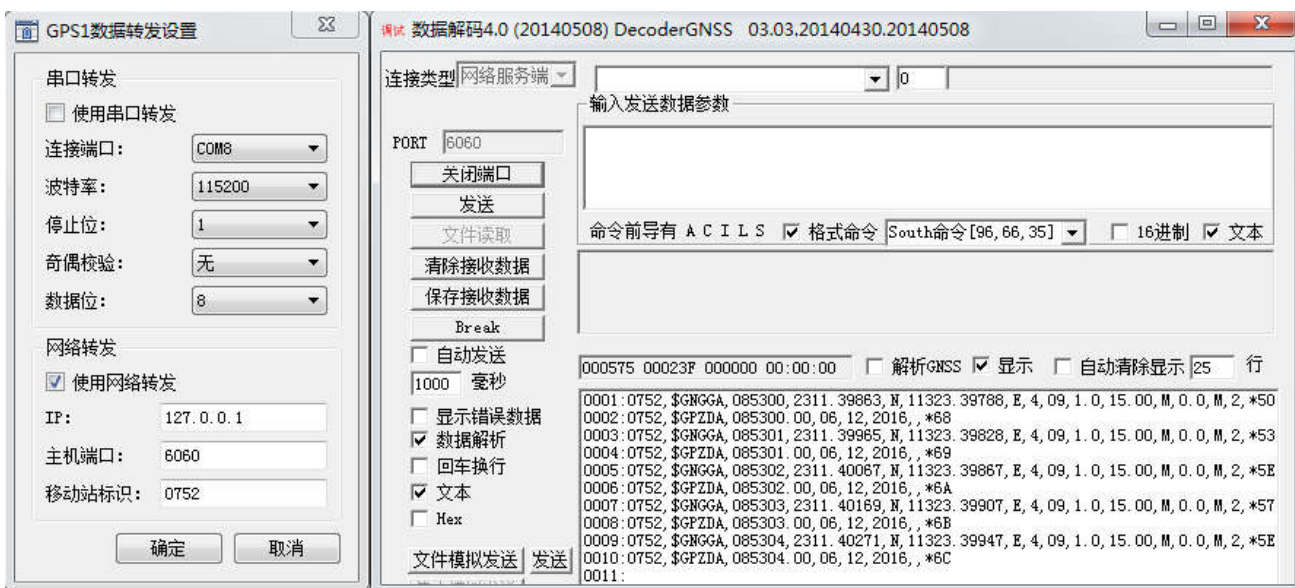 GPS1数据转发设置
串口转发
使用串口转发
连接端口: COM8
波特率: 115200
停止位: 1
奇偶校验: 无
数据位: 8
网络转发
使用网络转发
IP: 127.0.0.1
主机端口: 6060
移动站标识: 0752
确定 取消
调试 数据解码4.0 (20140508) DecoderGNSS 03.03.20140430.20140508
连接类型 网络服务端 0
PORT 6060
关闭端口
发送
文件读取
清除接收数据
保存接收数据
Break
自动发送
1000 毫秒
显示错误数据
数据解析
回车换行
文本
Hex
文件模拟发送 发送
输入发送数据参数
命令前导有 A C I L S 格式命令 South命令[96,66,35] 16进制 文本
000575 00023F 000000 00:00:00 解析GNSS 显示 自动清除显示 25 行
0001:0752,$GNGGA,085300,2311.39863,N,11323.39788,E,4,09,1.0,15.00,M,0.0,M,2,*50
0002:0752,$GPZDA,085300.00,06,12,2016,,*68
0003:0752,$GNGGA,085301,2311.39965,N,11323.39828,E,4,09,1.0,15.00,M,0.0,M,2,*53
0004:0752,$GPZDA,085301.00,06,12,2016,,*69
0005:0752,$GNGGA,085302,2311.40067,N,11323.39867,E,4,09,1.0,15.00,M,0.0,M,2,*5E
0006:0752,$GPZDA,085302.00,06,12,2016,,*6A
0007:0752,$GNGGA,085303,2311.40169,N,11323.39907,E,4,09,1.0,15.00,M,0.0,M,2,*57
0008:0752,$GPZDA,085303.00,06,12,2016,,*6B
0009:0752,$GNGGA,085304,2311.40271,N,11323.39947,E,4,09,1.0,15.00,M,0.0,M,2,*5E
0010:0752,$GPZDA,085304.00,06,12,2016,,*6C
0011: